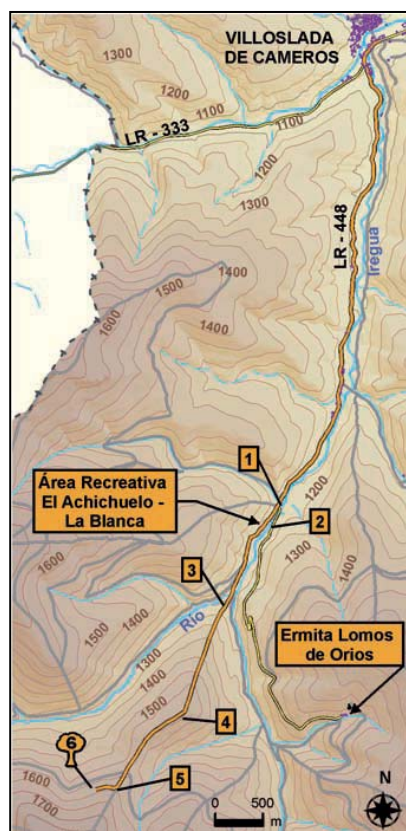 VILLOSLADA
DE CAMEROS
1300
1200
1100
LR - 333
1100
1200
1300
LR - 448
Iregua
1400
1500
1600
1400
1
1200
Área Recreativa
El Achichuelo -
La Blanca
2
1300
1400
1600
3
1500
1400
Río
Ermita Lomos
de Orios
1300
1400
1500
4
6
1600
5
1700
N
0 500
m